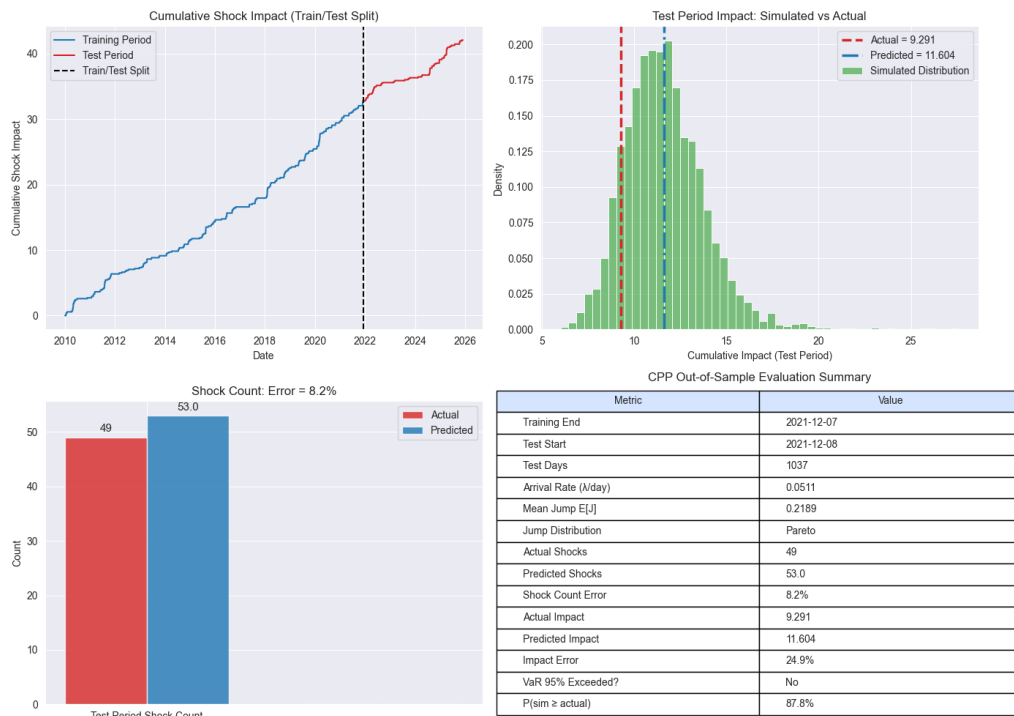 Cumulative Shock Impact (Train/Test Split)
Training Period
Test Period
Train/Test Split
Cumulative Shock Impact
40
30
20
10
0
2010 2012 2014 2016 2018 2020 2022 2024 2026
Date
Test Period Impact: Simulated vs Actual
Actual = 9.291
Predicted = 11.604
Simulated Distribution
Density
0.200
0.175
0.150
0.125
0.100
0.075
0.050
0.025
0.000
5 10 15 20 25
Cumulative Impact (Test Period)
Shock Count: Error = 8.2%
Actual
Predicted
49
53.0
Count
50
40
30
20
10
0
Test Period Shock Count
CPP Out-of-Sample Evaluation Summary
Metric Value
Training End 2021-12-07
Test Start 2021-12-08
Test Days 1037
Arrival Rate (λ/day) 0.0511
Mean Jump E[J] 0.2189
Jump Distribution Pareto
Actual Shocks 49
Predicted Shocks 53.0
Shock Count Error 8.2%
Actual Impact 9.291
Predicted Impact 11.604
Impact Error 24.9%
VaR 95% Exceeded? No
P(sim ≥ actual) 87.8%